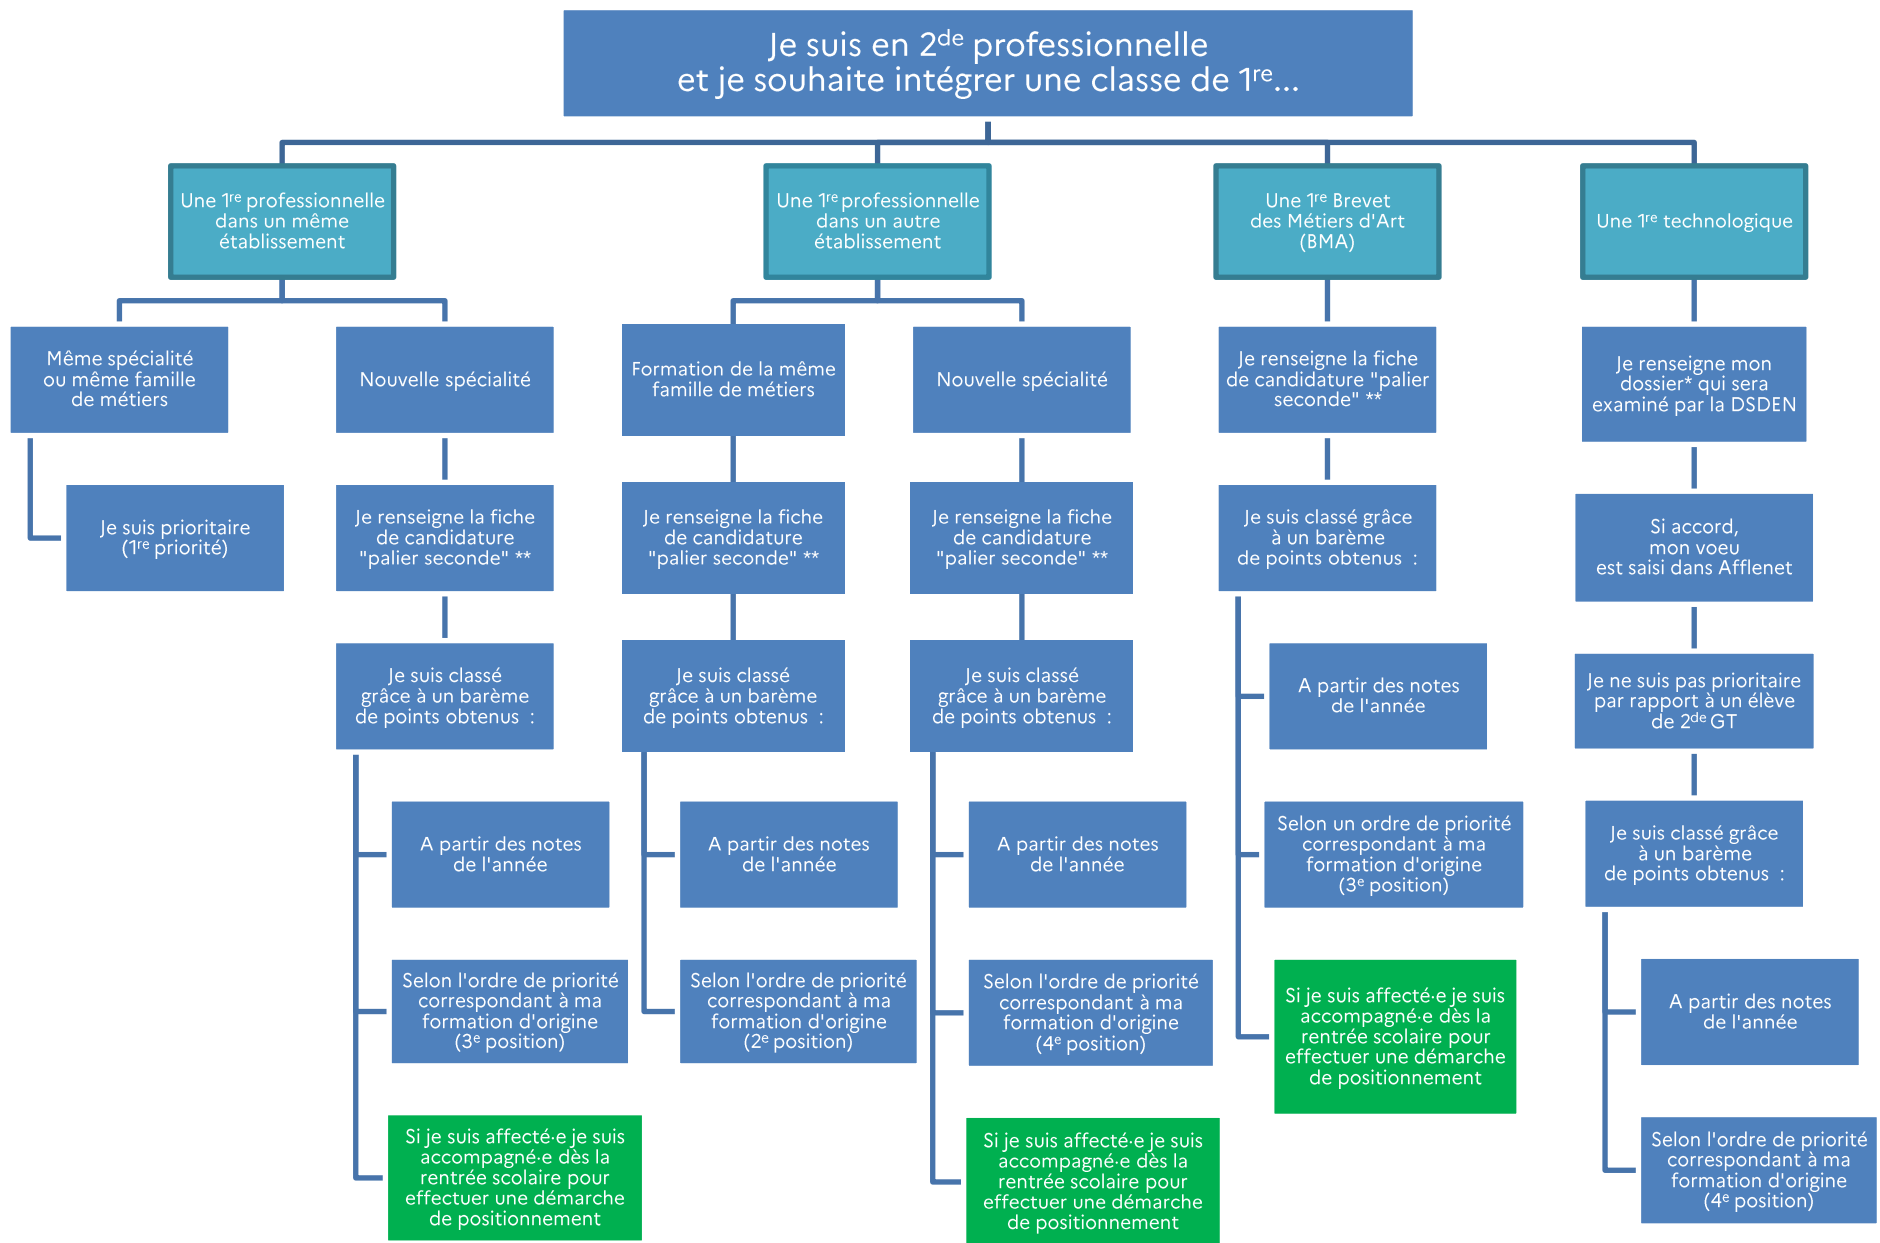 Je suis en 2de professionnelle
et je souhaite intégrer une classe de 1re...
Une 1re professionnelle
dans un même
établissement
Même spécialité
ou même famille
de métiers
Je suis prioritaire
(1re priorité)
Nouvelle spécialité
Je renseigne la fiche
de candidature
"palier seconde" **
Je suis classé
grâce à un barème
de points obtenus :
A partir des notes
de l'année
Selon l'ordre de priorité
correspondant à ma
formation d'origine
(3e position)
Si je suis affecté·e je suis
accompagné·e dès la
rentrée scolaire pour
effectuer une démarche
de positionnement
Une 1re professionnelle
dans un autre
établissement
Formation de la même
famille de métiers
Je renseigne la fiche
de candidature
"palier seconde" **
Je suis classé
grâce à un barème
de points obtenus :
A partir des notes
de l'année
Selon l'ordre de priorité
correspondant à ma
formation d'origine
(2e position)
Nouvelle spécialité
Je renseigne la fiche
de candidature
"palier seconde" **
Je suis classé
grâce à un barème
de points obtenus :
A partir des notes
de l'année
Selon l'ordre de priorité
correspondant à ma
formation d'origine
(4e position)
Si je suis affecté·e je suis
accompagné·e dès la
rentrée scolaire pour
effectuer une démarche
de positionnement
Une 1re Brevet
des Métiers d'Art
(BMA)
Je renseigne la fiche
de candidature "palier
seconde" **
Je suis classé grâce
à un barème
de points obtenus :
A partir des notes
de l'année
Selon un ordre de priorité
correspondant à ma
formation d'origine
(3e position)
Si je suis affecté·e je suis
accompagné·e dès la
rentrée scolaire pour
effectuer une démarche
de positionnement
Une 1re technologique
Je renseigne mon
dossier* qui sera
examiné par la DSDEN
Si accord,
mon voeu
est saisi dans Afflenet
Je ne suis pas prioritaire
par rapport à un élève
de 2de GT
Je suis classé grâce
à un barème
de points obtenus :
A partir des notes
de l'année
Selon l'ordre de priorité
correspondant à ma
formation d'origine
(4e position)